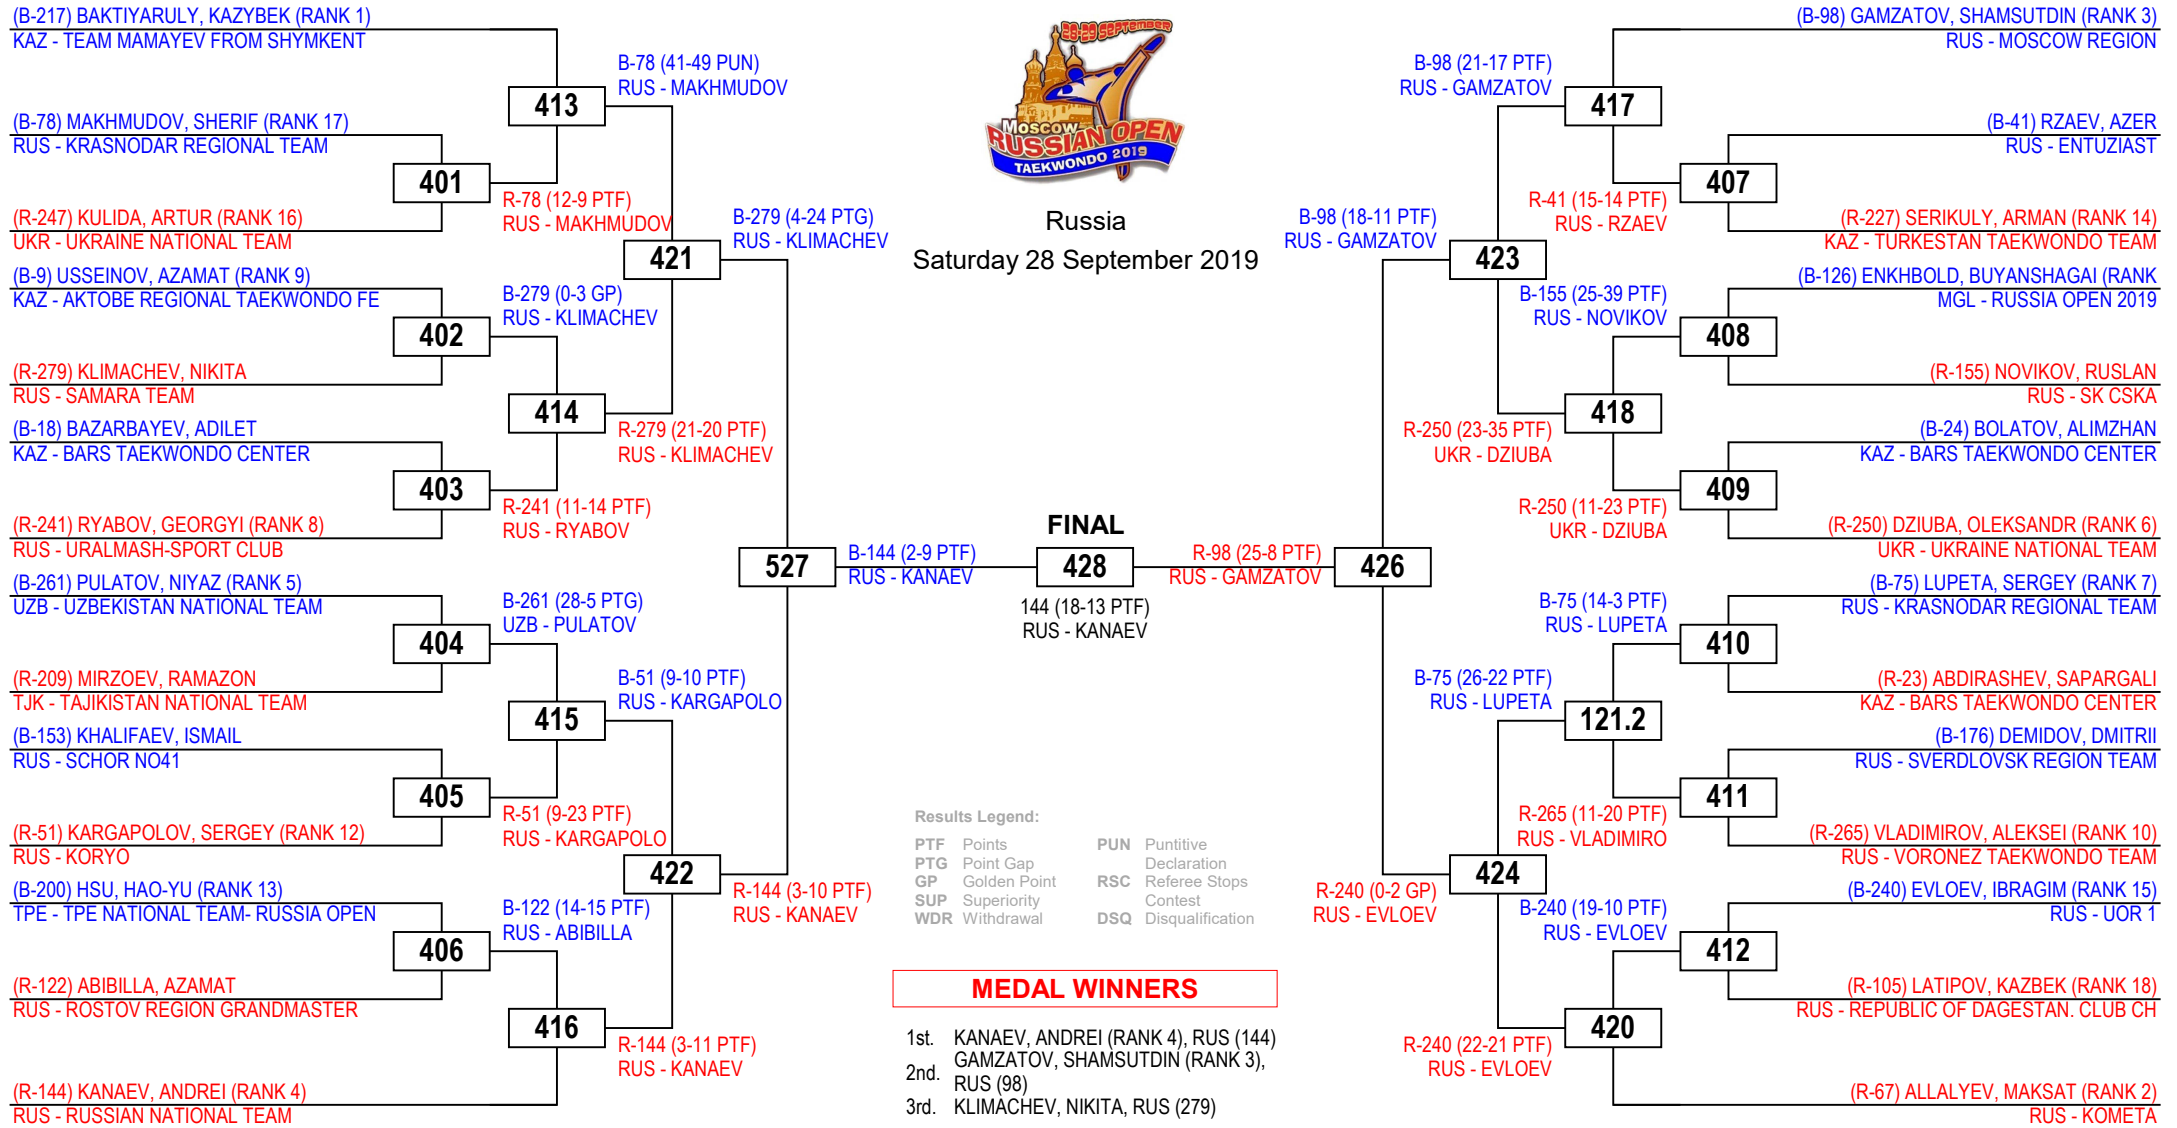 (B-217) BAKTIYARULY, KAZYBEK (RANK 1)
KAZ - TEAM MAMAYEV FROM SHYMKENT
(B-78) MAKHMUDOV, SHERIF (RANK 17)
RUS - KRASNODAR REGIONAL TEAM
(R-247) KULIDA, ARTUR (RANK 16)
UKR - UKRAINE NATIONAL TEAM
(B-9) USSEINOV, AZAMAT (RANK 9)
KAZ - AKTOBE REGIONAL TAEKWONDO FE
(R-279) KLIMACHEV, NIKITA
RUS - SAMARA TEAM
(B-18) BAZARBAYEV, ADILET
KAZ - BARS TAEKWONDO CENTER
(R-241) RYABOV, GEORGYI (RANK 8)
RUS - URALMASH-SPORT CLUB
(B-261) PULATOV, NIYAZ (RANK 5)
UZB - UZBEKISTAN NATIONAL TEAM
(R-209) MIRZOEV, RAMAZON
TJK - TAJIKISTAN NATIONAL TEAM
(B-153) KHALIFAEV, ISMAIL
RUS - SCHOR NO41
(R-51) KARGAPOLOV, SERGEY (RANK 12)
RUS - KORYO
(B-200) HSU, HAO-YU (RANK 13)
TPE - TPE NATIONAL TEAM- RUSSIA OPEN
(R-122) ABIBILLA, AZAMAT
RUS - ROSTOV REGION GRANDMASTER
(R-144) KANAEV, ANDREI (RANK 4)
RUS - RUSSIAN NATIONAL TEAM
401
402
403
404
405
406
R-78 (12-9 PTF)
RUS - MAKHMUDOV
B-279 (0-3 GP)
RUS - KLIMACHEV
R-241 (11-14 PTF)
RUS - RYABOV
B-261 (28-5 PTG)
UZB - PULATOV
R-51 (9-23 PTF)
RUS - KARGAPOLO
B-122 (14-15 PTF)
RUS - ABIBILLA
413
414
415
416
B-78 (41-49 PUN)
RUS - MAKHMUDOV
R-279 (21-20 PTF)
RUS - KLIMACHEV
B-51 (9-10 PTF)
RUS - KARGAPOLO
R-144 (3-11 PTF)
RUS - KANAEV
421
422
B-279 (4-24 PTG)
RUS - KLIMACHEV
R-144 (3-10 PTF)
RUS - KANAEV
527
B-144 (2-9 PTF)
RUS - KANAEV
28-29 SEPTEMBER
Moscow
RUSSIAN OPEN
TAEKWONDO 2019
Russia
Saturday 28 September 2019
FINAL
428
144 (18-13 PTF)
RUS - KANAEV
R-98 (25-8 PTF)
RUS - GAMZATOV
426
B-98 (18-11 PTF)
RUS - GAMZATOV
R-240 (0-2 GP)
RUS - EVLOEV
423
424
B-98 (21-17 PTF)
RUS - GAMZATOV
R-250 (23-35 PTF)
UKR - DZIUBA
B-75 (26-22 PTF)
RUS - LUPETA
R-240 (22-21 PTF)
RUS - EVLOEV
417
418
121.2
420
R-41 (15-14 PTF)
RUS - RZAEV
B-155 (25-39 PTF)
RUS - NOVIKOV
R-250 (11-23 PTF)
UKR - DZIUBA
B-75 (14-3 PTF)
RUS - LUPETA
R-265 (11-20 PTF)
RUS - VLADIMIRO
B-240 (19-10 PTF)
RUS - EVLOEV
407
408
409
410
411
412
(B-98) GAMZATOV, SHAMSUTDIN (RANK 3)
RUS - MOSCOW REGION
(B-41) RZAEV, AZER
RUS - ENTUZIAST
(R-227) SERIKULY, ARMAN (RANK 14)
KAZ - TURKESTAN TAEKWONDO TEAM
(B-126) ENKHBOLD, BUYANSHAGAI (RANK
MGL - RUSSIA OPEN 2019
(R-155) NOVIKOV, RUSLAN
RUS - SK CSKA
(B-24) BOLATOV, ALIMZHAN
KAZ - BARS TAEKWONDO CENTER
(R-250) DZIUBA, OLEKSANDR (RANK 6)
UKR - UKRAINE NATIONAL TEAM
(B-75) LUPETA, SERGEY (RANK 7)
RUS - KRASNODAR REGIONAL TEAM
(R-23) ABDIRASHEV, SAPARGALI
KAZ - BARS TAEKWONDO CENTER
(B-176) DEMIDOV, DMITRII
RUS - SVERDLOVSK REGION TEAM
(R-265) VLADIMIROV, ALEKSEI (RANK 10)
RUS - VORONEZ TAEKWONDO TEAM
(B-240) EVLOEV, IBRAGIM (RANK 15)
RUS - UOR 1
(R-105) LATIPOV, KAZBEK (RANK 18)
RUS - REPUBLIC OF DAGESTAN. CLUB CH
(R-67) ALLALYEV, MAKSAT (RANK 2)
RUS - KOMETA
Results Legend:
PTF Points
PTG Point Gap
GP Golden Point
SUP Superiority
WDR Withdrawal
PUN Puntitive
Declaration
RSC Referee Stops
Contest
DSQ Disqualification
MEDAL WINNERS
1st. KANAEV, ANDREI (RANK 4), RUS (144)
2nd. GAMZATOV, SHAMSUTDIN (RANK 3),
RUS (98)
3rd. KLIMACHEV, NIKITA, RUS (279)